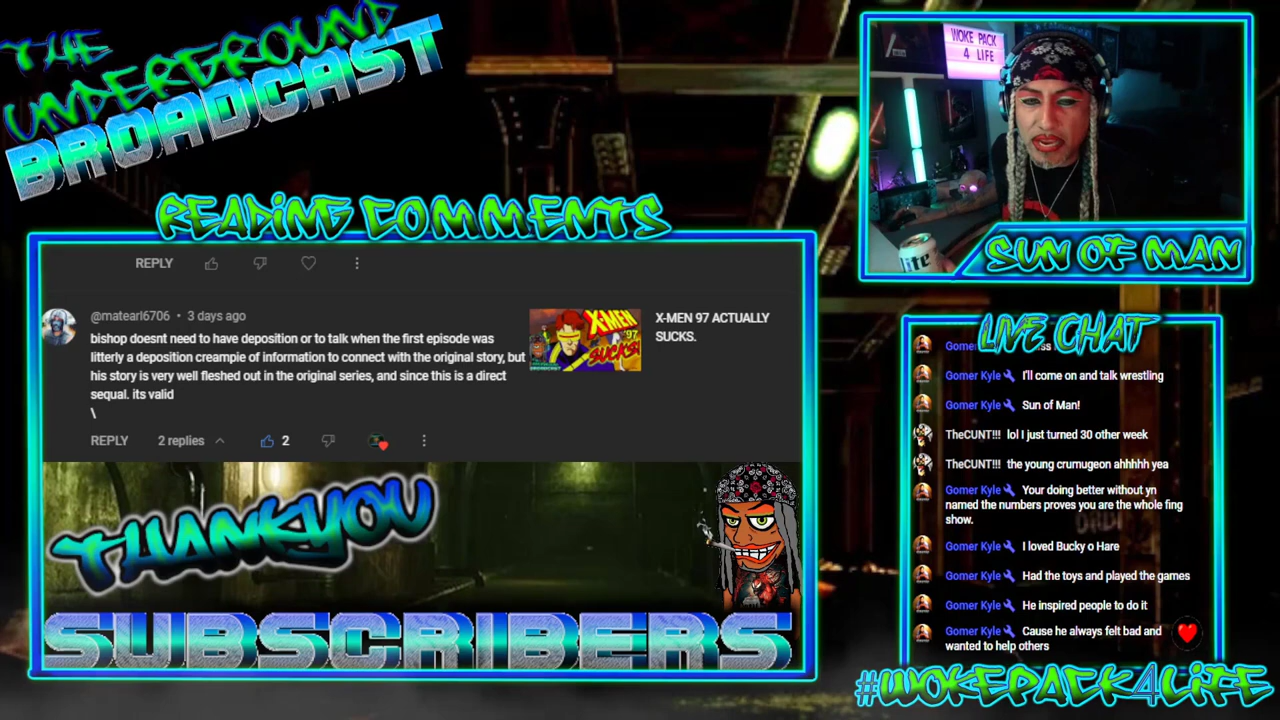 THE
UNDERGROUND
BROADCAST
WOKE PACK
4 LIFE
READING COMMENTS
REPLY
@matearl6706 • 3 days ago
bishop doesnt need to have deposition or to talk when the first episode was
litterly a deposition creampie of information to connect with the original story, but
his story is very well fleshed out in the original series, and since this is a direct
sequal. its valid
\
REPLY 2 replies 2
X-MEN
'97
SUCKS!
X-MEN 97 ACTUALLY
SUCKS.
THANKYOU
SUBSCRIBERS
lite
SUN OF MAN
LIVE CHAT
Gomer
Gomer Kyle I'll come on and talk wrestling
Gomer Kyle Sun of Man!
TheCUNT!!! lol I just turned 30 other week
TheCUNT!!! the young crumugeon ahhhhh yea
Gomer Kyle Your doing better without yn
named the numbers proves you are the whole fing
show.
Gomer Kyle I loved Bucky o Hare
Gomer Kyle Had the toys and played the games
Gomer Kyle He inspired people to do it
Gomer Kyle Cause he always felt bad and
wanted to help others
#WOKEPACK4LIFE